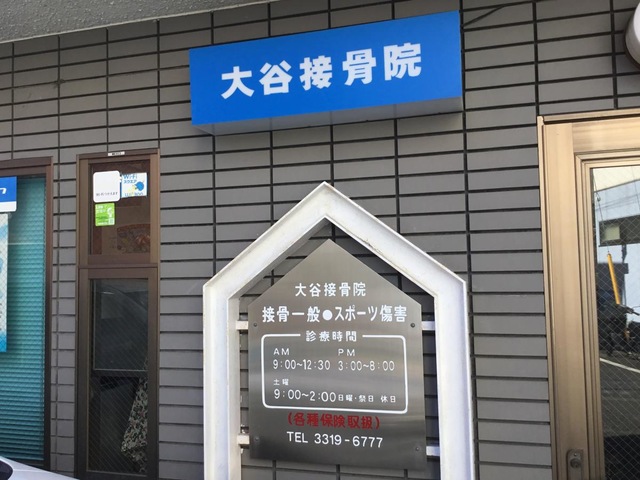 大谷接骨院
Wi-Fi
大谷接骨院
接骨一般●スポーツ傷害
診療時間
AM PM
9:00~12:30 3:00~8:00
土曜
9:00~2:00 日曜・祭日 休日
(各種保険取扱)
TEL 3319-6777